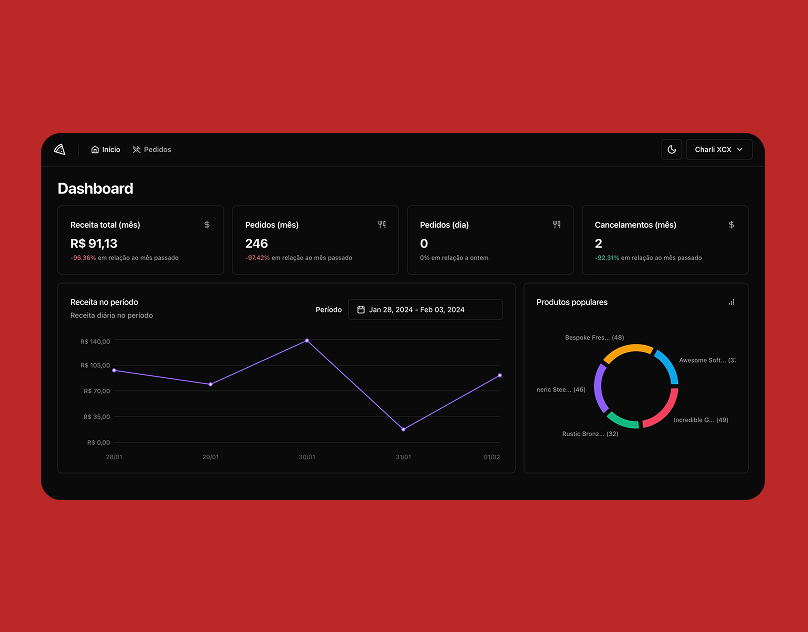 Início Pedidos Charli XCX
Dashboard
Receita total (mês) $
R$ 91,13
-96.36% em relação ao mês passado
Pedidos (mês)
246
-97.42% em relação ao mês passado
Pedidos (dia)
0
0% em relação a ontem
Cancelamentos (mês) $
2
-92.31% em relação ao mês passado
Receita no período
Receita diária no período
Período Jan 28, 2024 - Feb 03, 2024
R$ 140,00
R$ 105,00
R$ 70,00
R$ 35,00
R$ 0,00
28/01 29/01 30/01 31/01 01/02
Produtos populares
Bespoke Fres... (48)
Awesome Soft... (3
neric Stee... (46)
Incredible G... (49)
Rustic Bronz... (32)